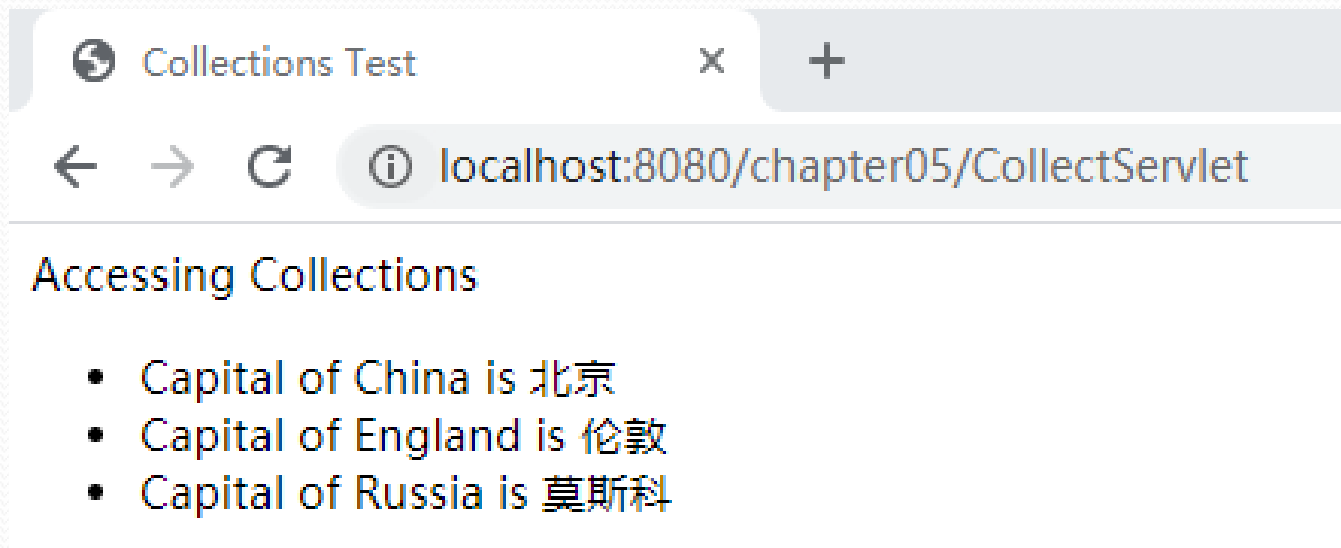 Collections Test
localhost:8080/chapter05/CollectServlet
Accessing Collections
• Capital of China is 北京
• Capital of England is 伦敦
• Capital of Russia is 莫斯科